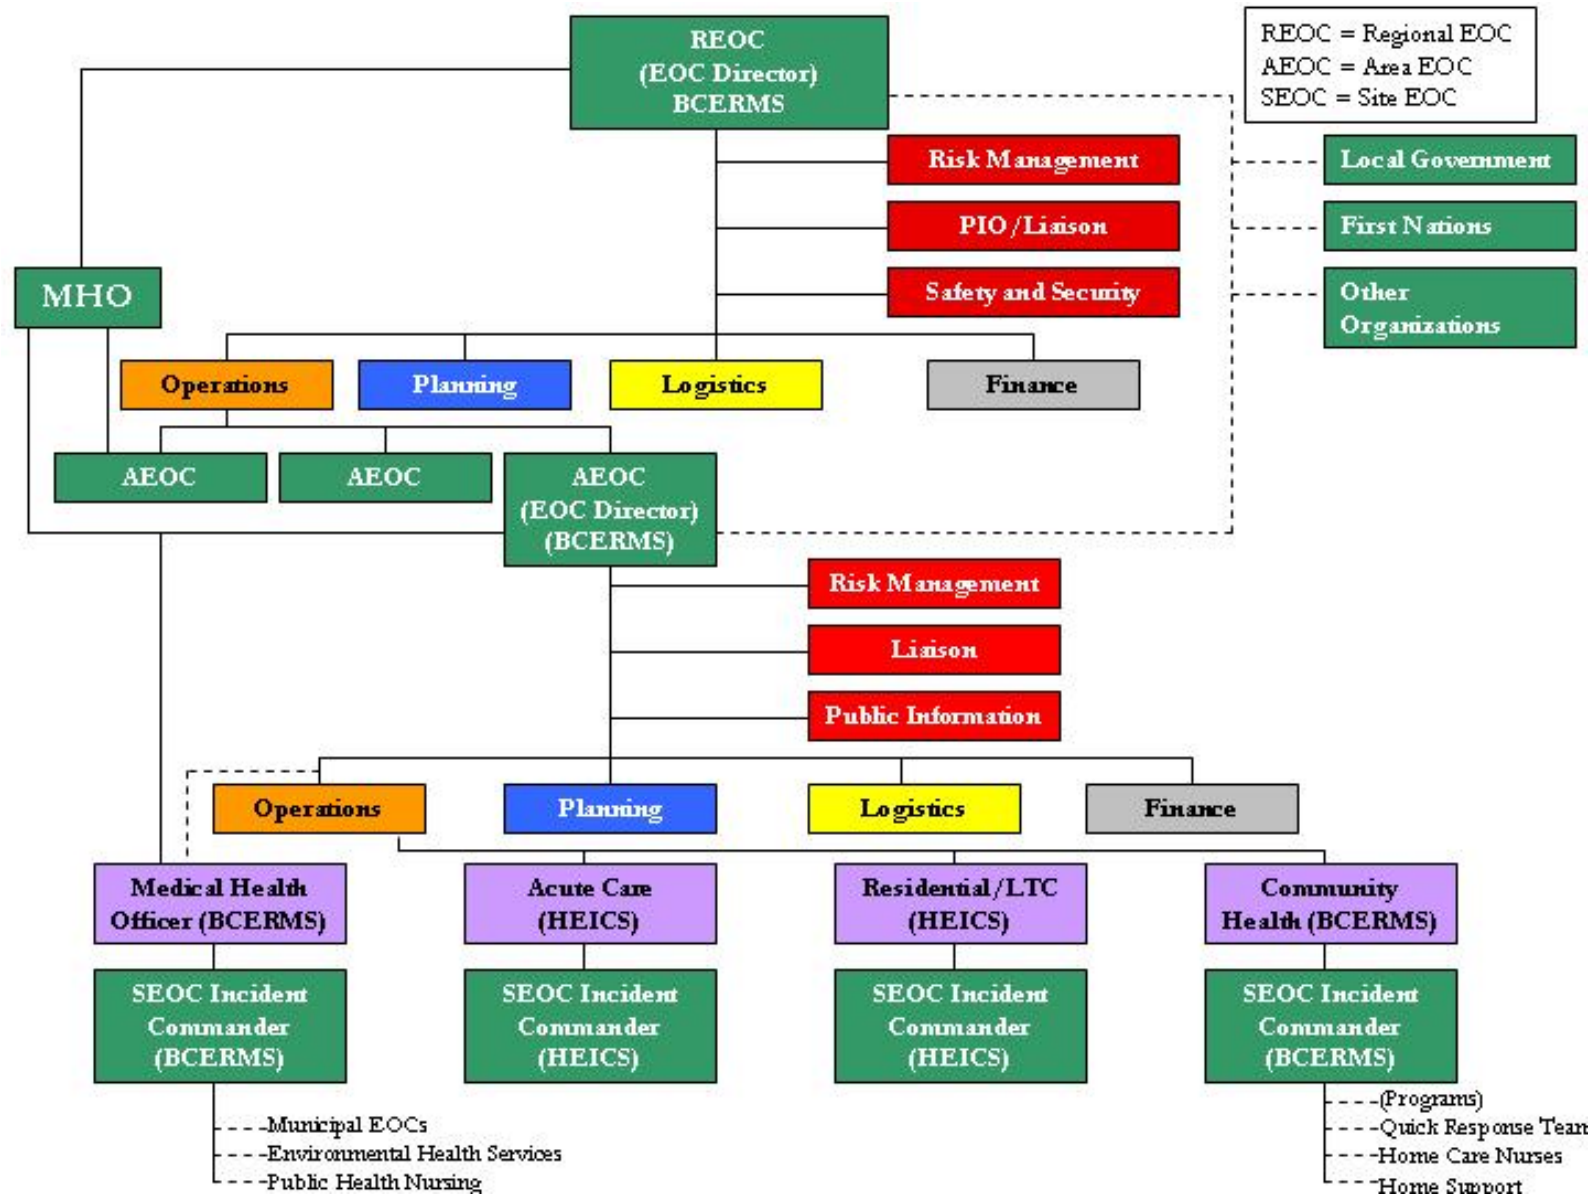 REOC
(EOC Director)
BCERMS
REOC = Regional EOC
AEOC = Area EOC
SEOC = Site EOC
Risk Management
PIO/Liaison
Safety and Security
Local Government
First Nations
Other
Organizations
MHO
Operations
Planning
Logistics
Finance
AEOC
AEOC
AEOC
(EOC Director)
(BCERMS)
Risk Management
Liaison
Public Information
Operations
Planning
Logistics
Finance
Medical Health
Officer (BCERMS)
Acute Care
(HEICS)
Residential/LTC
(HEICS)
Community
Health (BCERMS)
SEOC Incident
Commander
(BCERMS)
SEOC Incident
Commander
(HEICS)
SEOC Incident
Commander
(HEICS)
SEOC Incident
Commander
(BCERMS)
Municipal EOCs
Environmental Health Services
Public Health Nursing
(Programs)
Quick Response Team
Home Care Nurses
Home Support